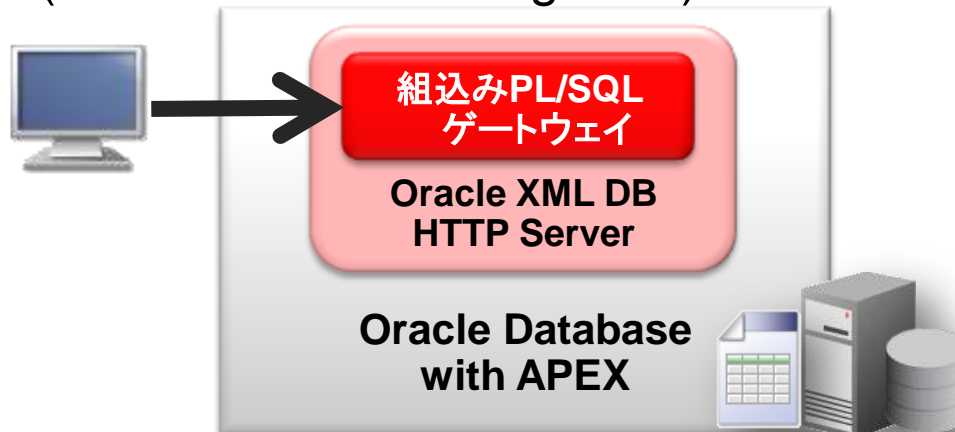 組込みPL/SQL
ゲートウェイ
Oracle XML DB
HTTP Server
Oracle Database
with APEX